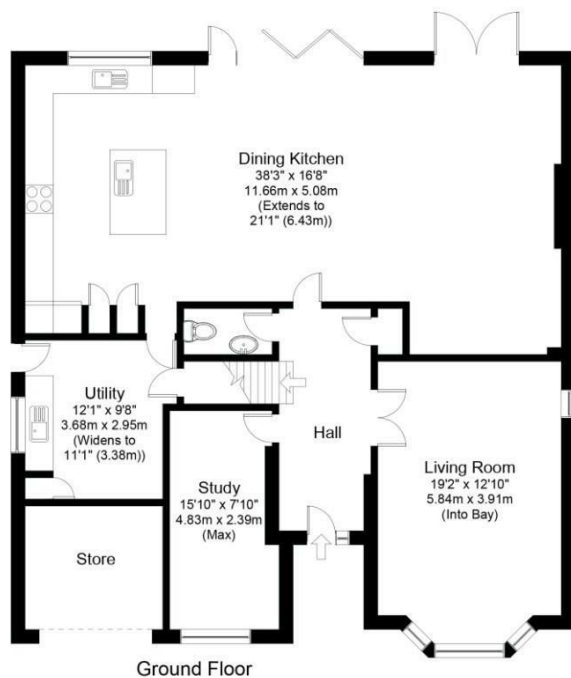 Dining Kitchen
38'3" x 16'8"
11.66m x 5.08m
(Extends to
21'1" (6.43m))
Utility
12'1" x 9'8"
3.68m x 2.95m
(Widens to
11'1" (3.38m))
Hall
Living Room
19'2" x 12'10"
5.84m x 3.91m
(Into Bay)
Study
15'10" x 7'10"
4.83m x 2.39m
(Max)
Store
Ground Floor